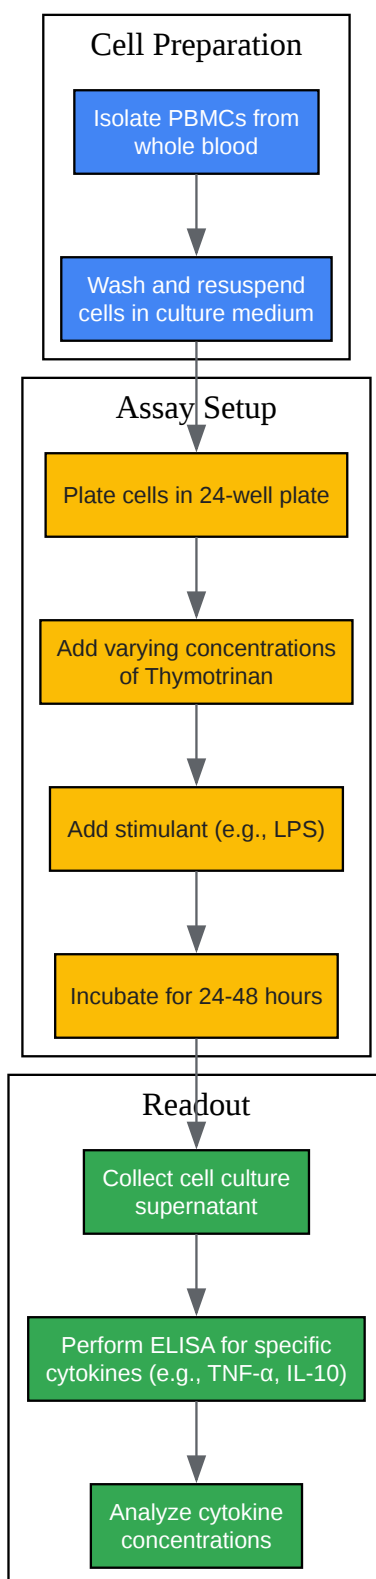 Cell Preparation
Isolate PBMCs from
whole blood
Wash and resuspend
cells in culture medium
Assay Setup
Plate cells in 24-well plate
Add varying concentrations
of Thymotrinan
Add stimulant (e.g., LPS)
Incubate for 24-48 hours
Readout
Collect cell culture
supernatant
Perform ELISA for specific
cytokines (e.g., TNF-α, IL-10)
Analyze cytokine
concentrations